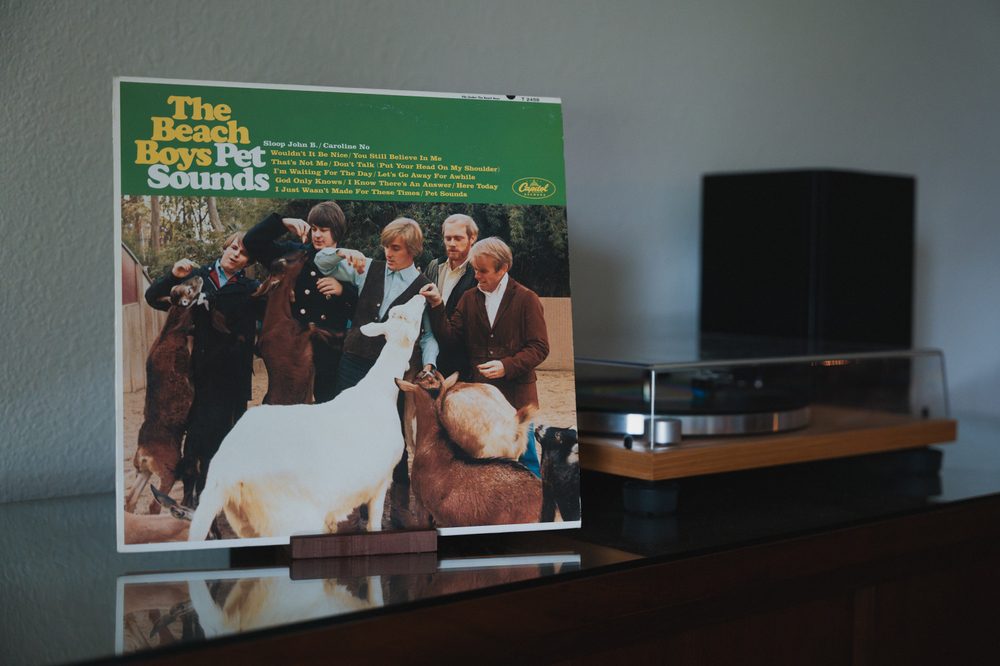 T 2458
The
Beach
Boys Pet
Sounds
Sloop John B. / Caroline No
Wouldn't It Be Nice / You Still Believe In Me
That's Not Me / Don't Talk (Put Your Head On My Shoulder)
I'm Waiting For The Day / Let's Go Away For Awhile
God Only Knows / I Know There's An Answer / Here Today
I Just Wasn't Made For These Times / Pet Sounds
Capitol
RECORDS